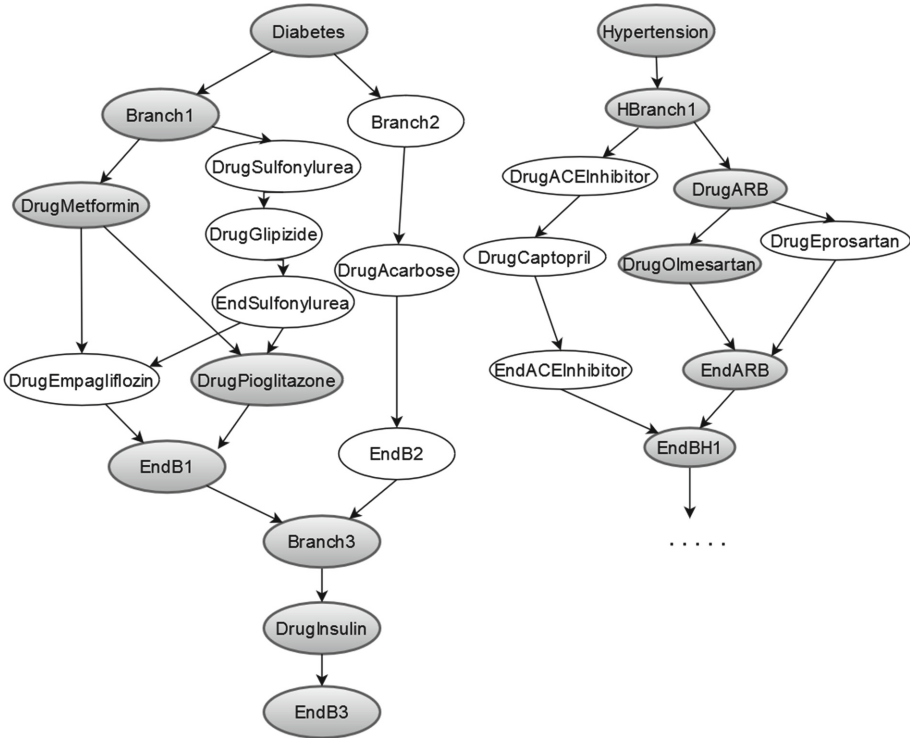 Diabetes
Branch1
Branch2
DrugSulfonylurea
DrugMetformin
DrugGlipizide
DrugAcarbose
EndSulfonylurea
DrugEmpagliflozin
DrugPioglitazone
EndB1
EndB2
Branch3
DrugInsulin
EndB3
Hypertension
HBranch1
DrugACEInhibitor
DrugARB
DrugCaptopril
DrugOlmesartan
DrugEprosartan
EndACEInhibitor
EndARB
EndBH1
.....